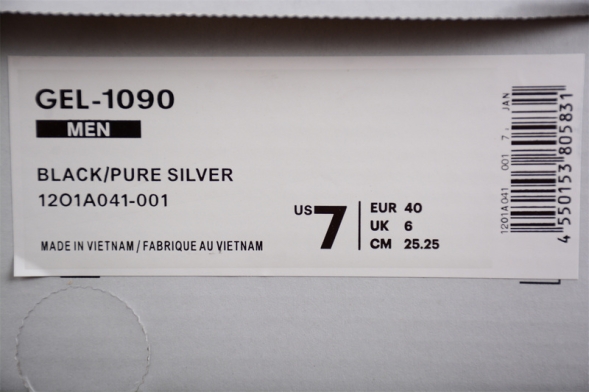 GEL-1090
MEN
BLACK/PURE SILVER
1201A041-001
MADE IN VIETNAM / FABRIQUE AU VIETNAM
US 7
EUR 40
UK 6
CM 25.25
1201A041 001 7, JAN
4 550153 805831